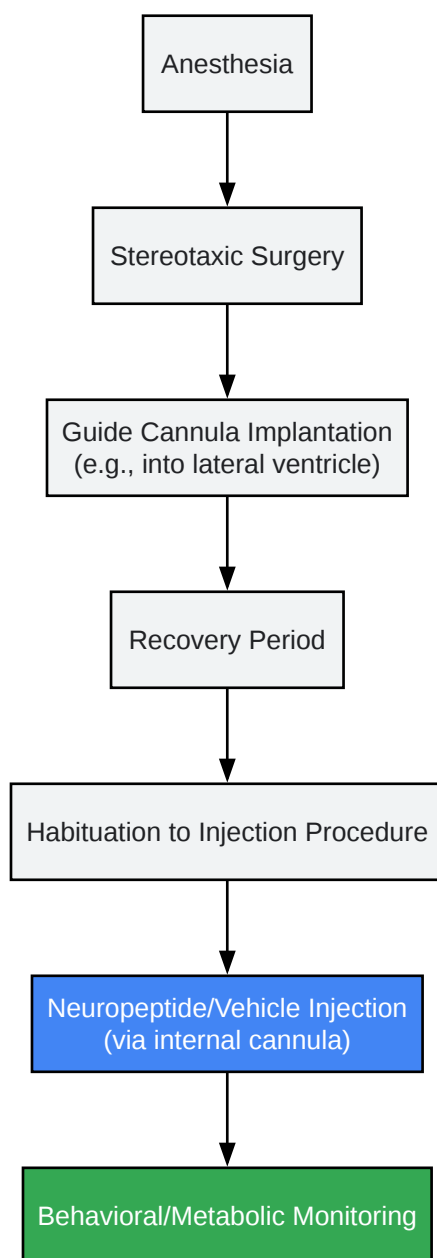 Anesthesia
Stereotaxic Surgery
Guide Cannula Implantation
(e.g., into lateral ventricle)
Recovery Period
Habituation to Injection Procedure
Neuropeptide/Vehicle Injection
(via internal cannula)
Behavioral/Metabolic Monitoring